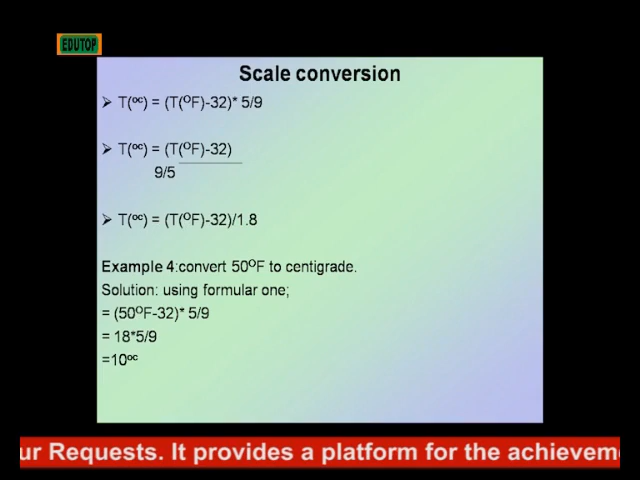 EDUTOP
Scale conversion
➢ T(ᵒᶜ) = (T(ᴼF)-32)* 5/9
➢ T(ᵒᶜ) = (T(ᴼF)-32)
9/5
➢ T(ᵒᶜ) = (T(ᴼF)-32)/1.8
Example 4:convert 50ᴼF to centigrade.
Solution: using formular one;
= (50ᴼF-32)* 5/9
= 18*5/9
=10ᵒᶜ
ur Requests. It provides a platform for the achievem